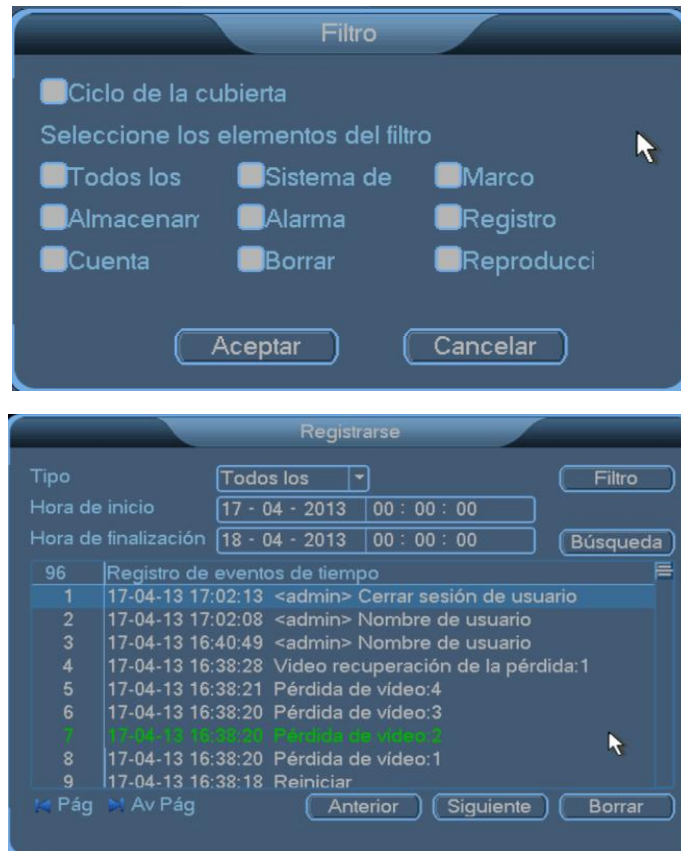 Filtro
Ciclo de la cubierta
Seleccione los elementos del filtro
Todos los Sistema de Marco
Almacenam Alarma Registro
Cuenta Borrar Reproducci
Aceptar Cancelar
Registrarse
Tipo Todos los Filtro
Hora de inicio 17 - 04 - 2013 00 : 00 : 00
Hora de finalización 18 - 04 - 2013 00 : 00 : 00 Búsqueda
96 Registro de eventos de tiempo
1 17-04-13 17:02:13 <admin> Cerrar sesión de usuario
2 17-04-13 17:02:08 <admin> Nombre de usuario
3 17-04-13 16:40:49 <admin> Nombre de usuario
4 17-04-13 16:38:28 Video recuperación de la pérdida:1
5 17-04-13 16:38:21 Pérdida de vídeo:4
6 17-04-13 16:38:20 Pérdida de vídeo:3
7 17-04-13 16:38:20 Pérdida de vídeo:2
8 17-04-13 16:38:20 Pérdida de vídeo:1
9 17-04-13 16:38:18 Reiniciar
Pág Av Pág Anterior Siguiente Borrar